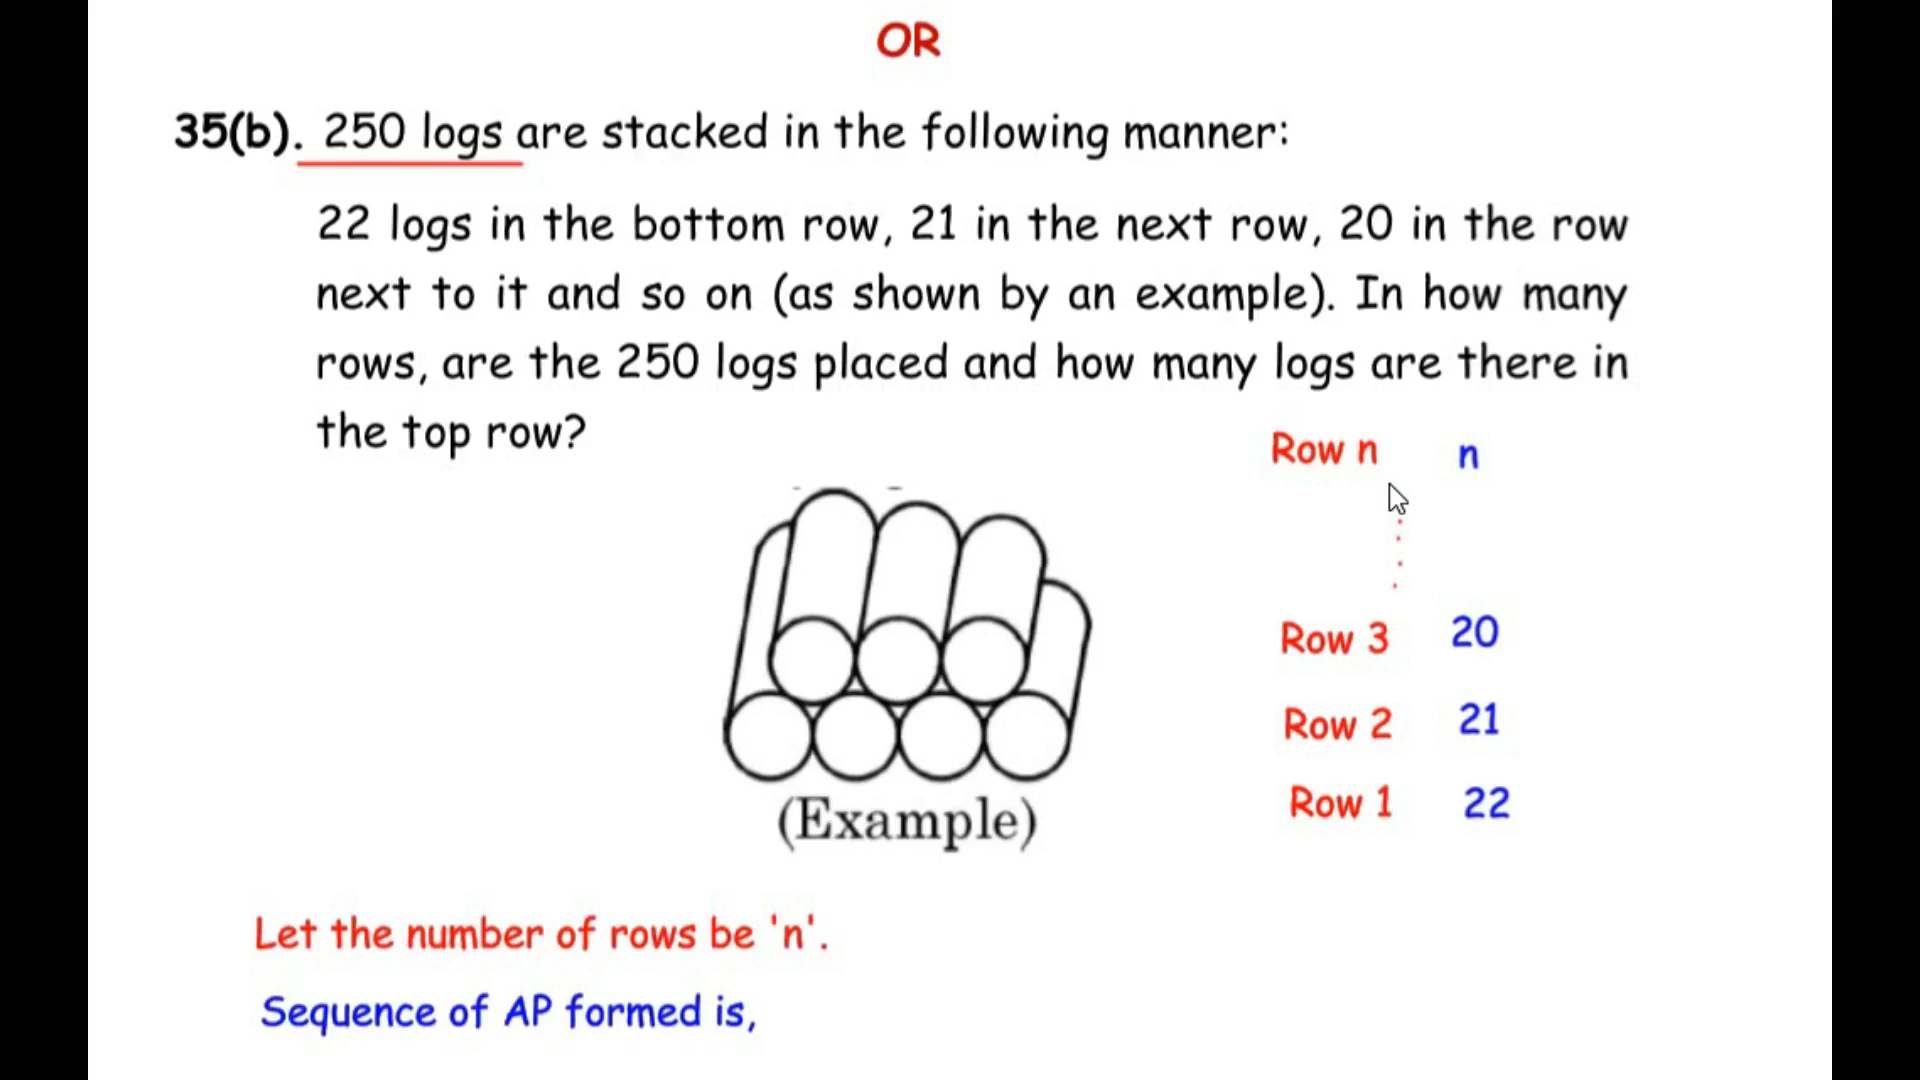 OR
35(b). 250 logs are stacked in the following manner:
22 logs in the bottom row, 21 in the next row, 20 in the row
next to it and so on (as shown by an example). In how many
rows, are the 250 logs placed and how many logs are there in
the top row?
Row n n
Row 3 20
Row 2 21
Row 1 22
(Example)
Let the number of rows be 'n'.
Sequence of AP formed is,